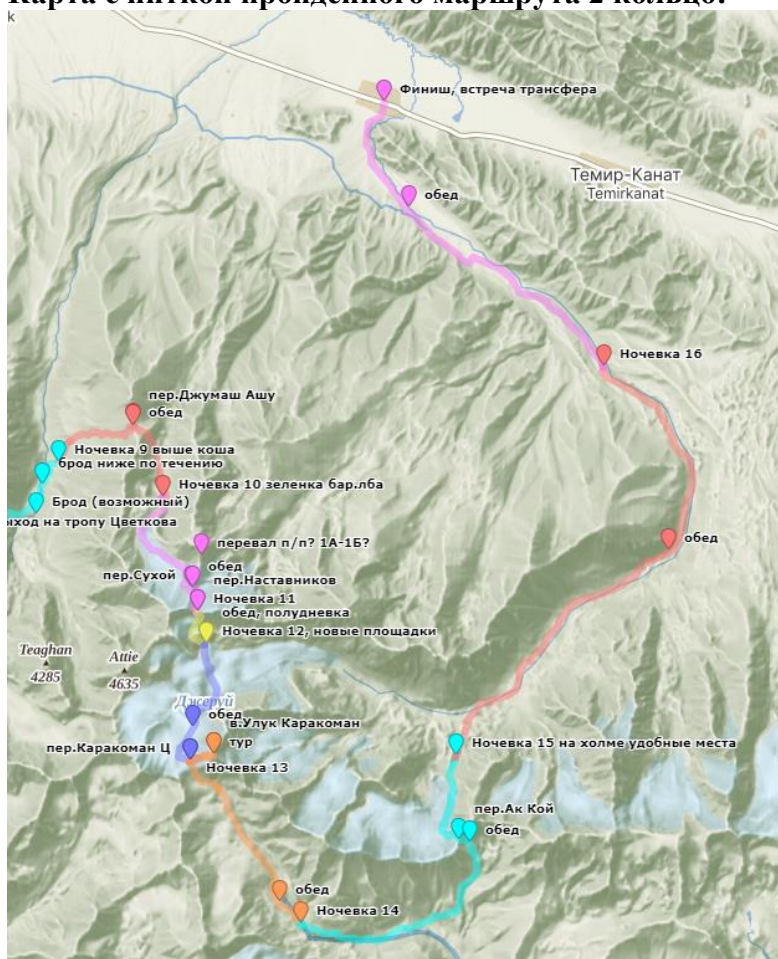 Карта с ниткой пройденного маршрута 2 кольцо:
k
Финиш, встреча трансфера
Темир-Канат
Temirkanat
обед
Ночевка 16
пер.Джумаш Ашу
обед
Ночевка 9 выше коша
брод ниже по течению
Ночевка 10 зеленка бар.лба
Брод (возможный)
ыход на тропу Цветкова
перевал п/п? 1А-1Б?
обед
обед
пер.Сухой
пер.Наставников
Ночевка 11
обед, полудневка
Ночевка 12, новые площадки
Teaghan
4285
Attie
4635
Джеруй
обед
в.Улук Каракоман
пер.Каракоман Ц
тур
Ночевка 13
Ночевка 15 на холме удобные места
пер.Ак Кой
обед
обед
Ночевка 14